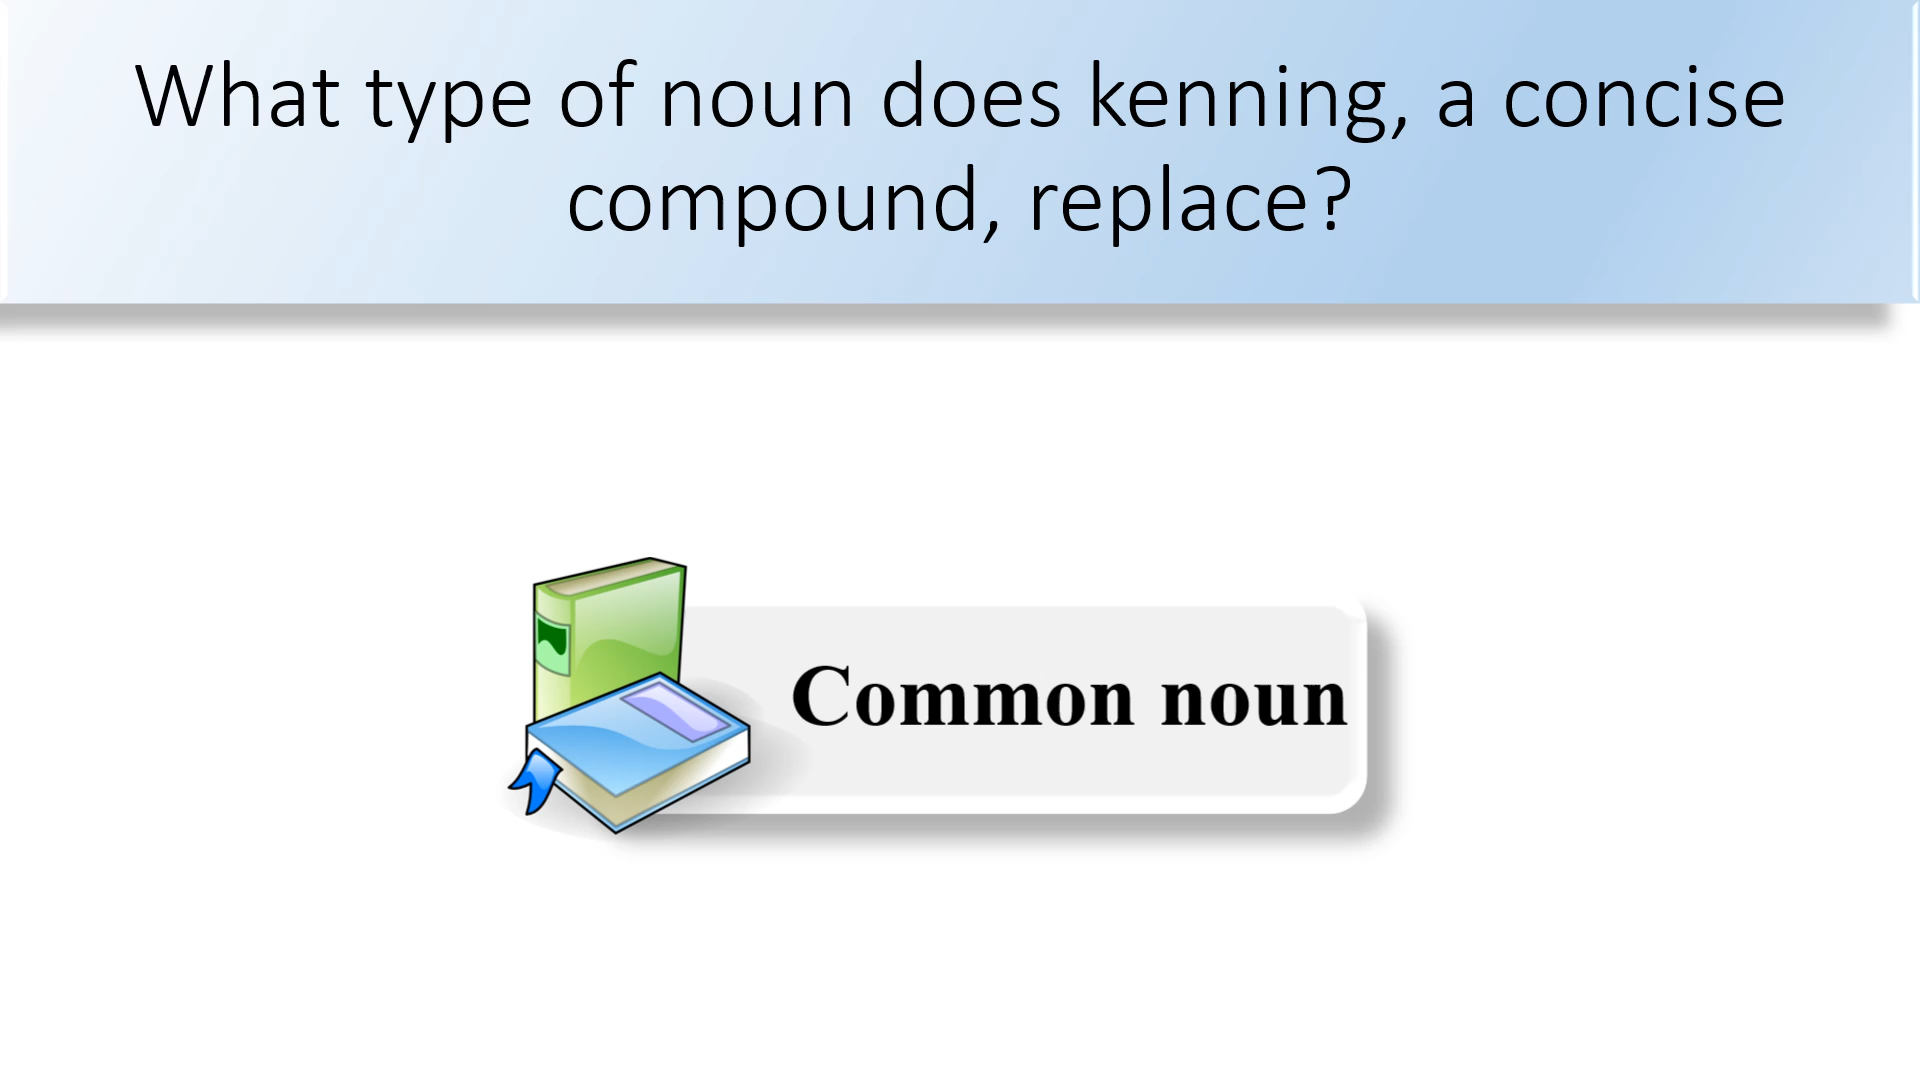 What type of noun does kenning, a concise
compound, replace?
Common noun